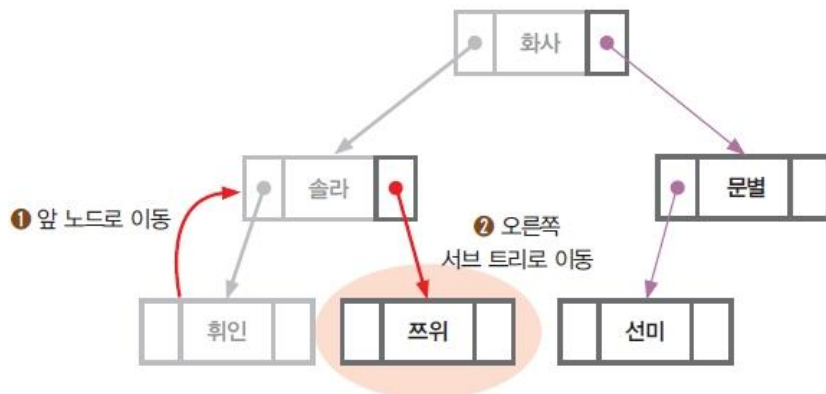 화사
솔라
문별
❶ 앞 노드로 이동
❷ 오른쪽
서브 트리로 이동
휘인
쯔위
선미